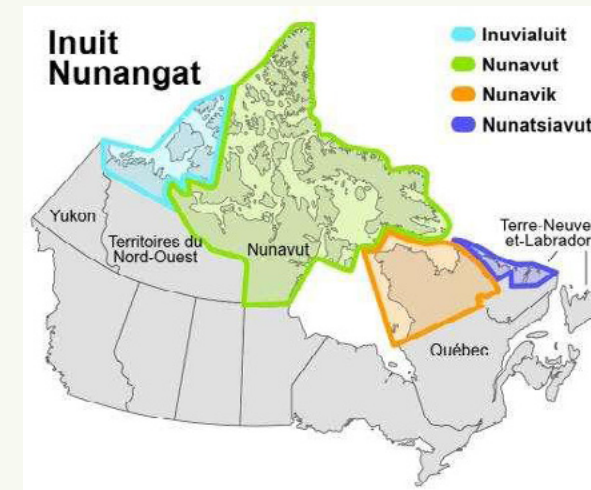 Inuit
Nunangat
Inuvialuit
Nunavut
Nunavik
Nunatsiavut
Yukon
Territoires du
Nord-Ouest
Nunavut
Terre-Neuve
et-Labrador
Québec